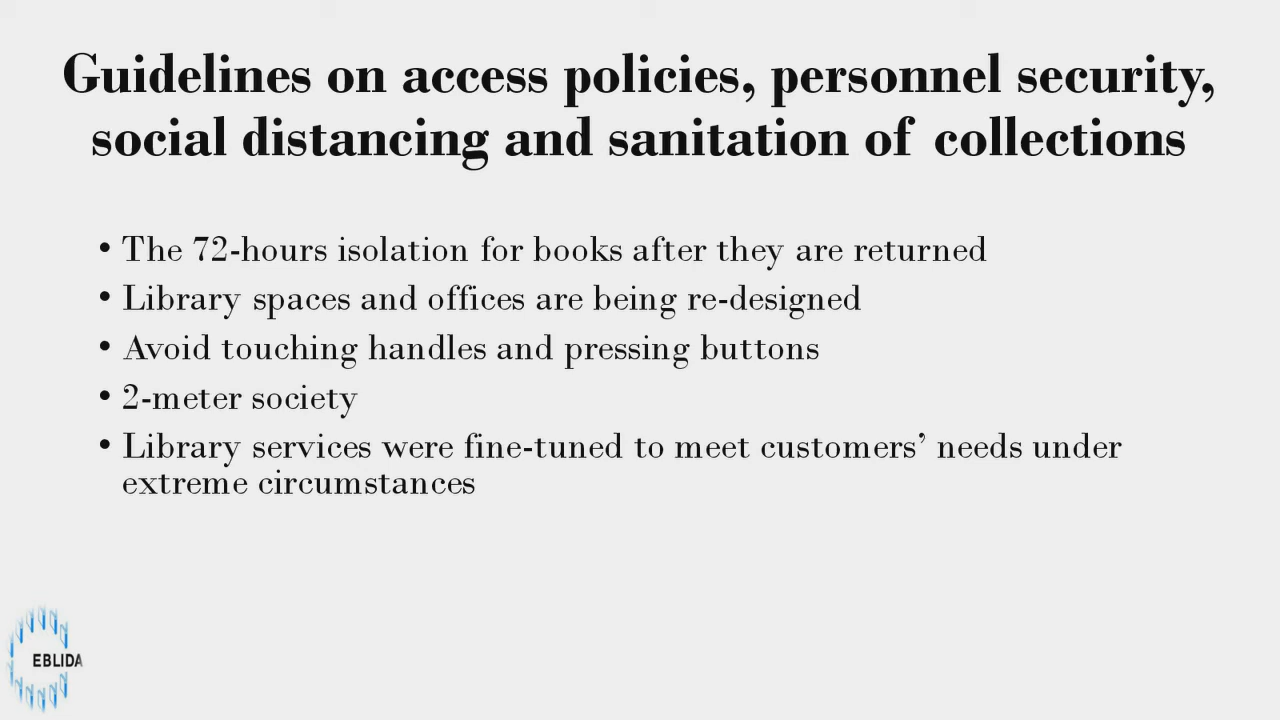 Guidelines on access policies, personnel security,
social distancing and sanitation of collections
• The 72-hours isolation for books after they are returned
• Library spaces and offices are being re-designed
• Avoid touching handles and pressing buttons
• 2-meter society
• Library services were fine-tuned to meet customers’ needs under
extreme circumstances
EBLIDA